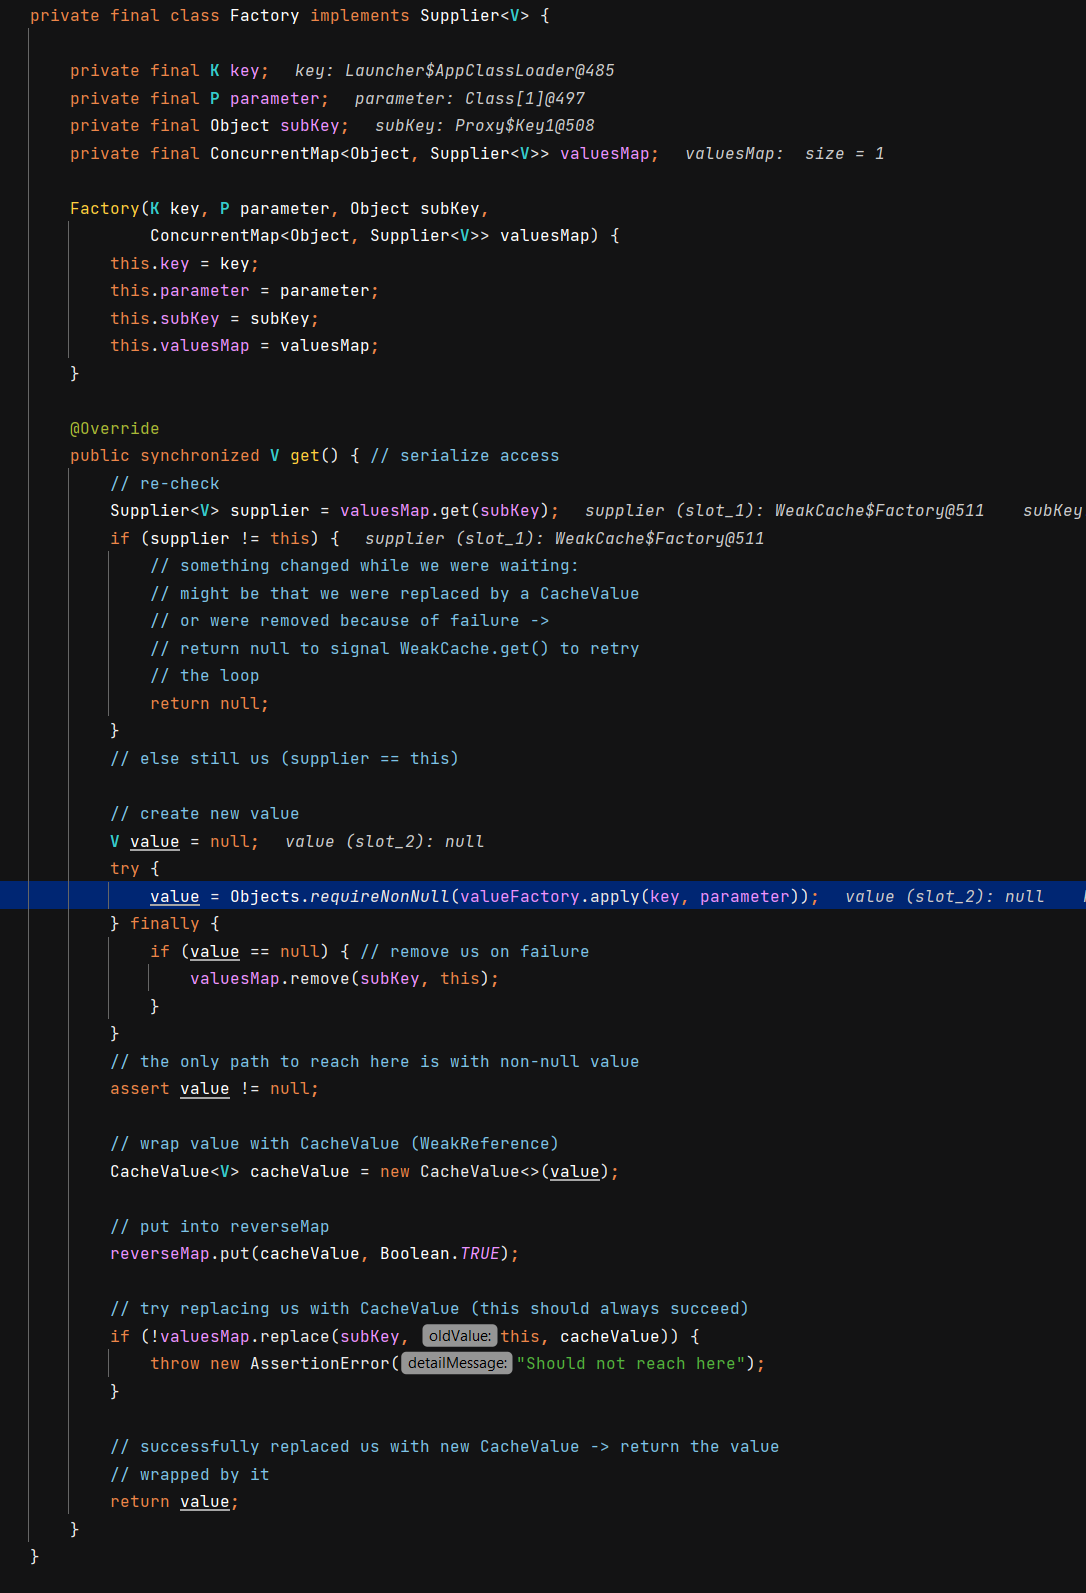 private final class Factory implements Supplier<V> {
private final K key;   key: Launcher$AppClassLoader@485
private final P parameter;   parameter: Class[1]@497
private final Object subKey;   subKey: Proxy$Key1@508
private final ConcurrentMap<Object, Supplier<V>> valuesMap;   valuesMap:  size = 1
Factory(K key, P parameter, Object subKey,
ConcurrentMap<Object, Supplier<V>> valuesMap) {
this.key = key;
this.parameter = parameter;
this.subKey = subKey;
this.valuesMap = valuesMap;
}
@Override
public synchronized V get() { // serialize access
// re-check
Supplier<V> supplier = valuesMap.get(subKey);   supplier (slot_1): WeakCache$Factory@511    subKey
if (supplier != this) {   supplier (slot_1): WeakCache$Factory@511
// something changed while we were waiting:
// might be that we were replaced by a CacheValue
// or were removed because of failure ->
// return null to signal WeakCache.get() to retry
// the loop
return null;
}
// else still us (supplier == this)
// create new value
V value = null;   value (slot_2): null
try {
value = Objects.requireNonNull(valueFactory.apply(key, parameter));   value (slot_2): null
} finally {
if (value == null) { // remove us on failure
valuesMap.remove(subKey, this);
}
}
// the only path to reach here is with non-null value
assert value != null;
// wrap value with CacheValue (WeakReference)
CacheValue<V> cacheValue = new CacheValue<>(value);
// put into reverseMap
reverseMap.put(cacheValue, Boolean.TRUE);
// try replacing us with CacheValue (this should always succeed)
if (!valuesMap.replace(subKey, oldValue: this, cacheValue)) {
throw new AssertionError( detailMessage: "Should not reach here");
}
// successfully replaced us with new CacheValue -> return the value
// wrapped by it
return value;
}
}